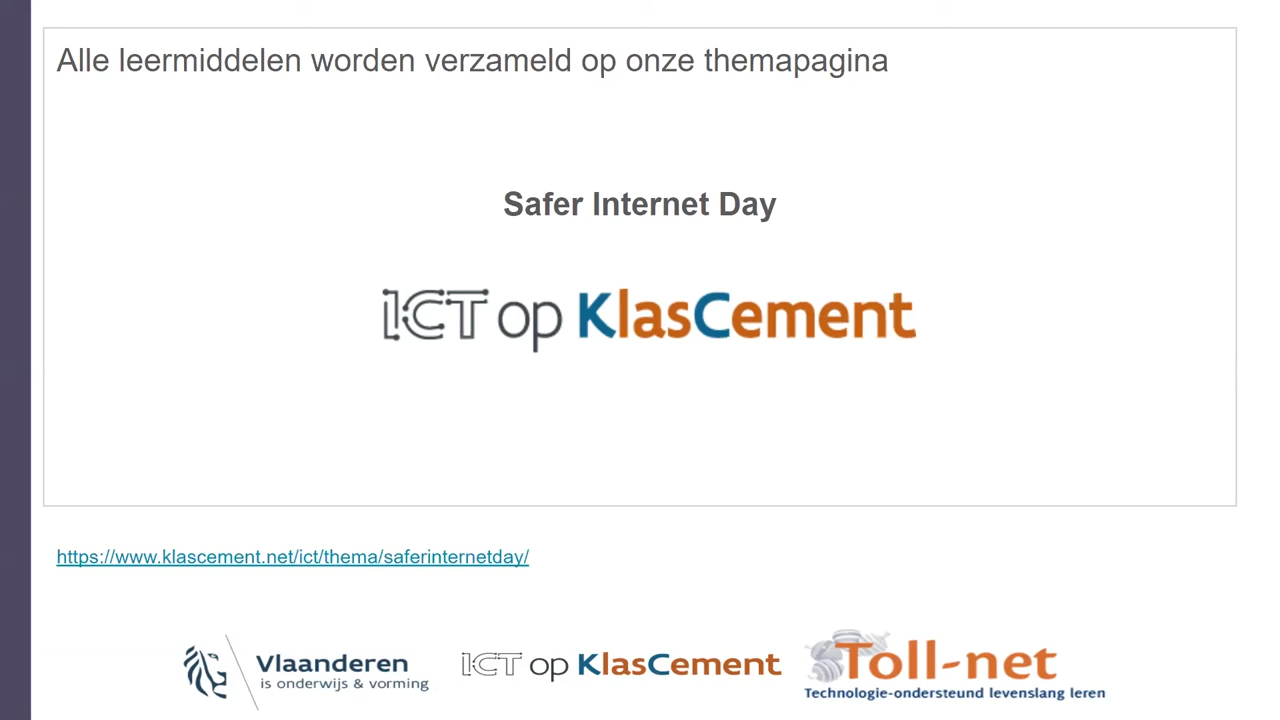 Alle leermiddelen worden verzameld op onze themapagina
Safer Internet Day
ICT op KlasCement
https://www.klascement.net/ict/thema/saferinternetday/
Vlaanderen
is onderwijs & vorming
ICT op KlasCement
Toll-net
Technologie-ondersteund levenslang leren